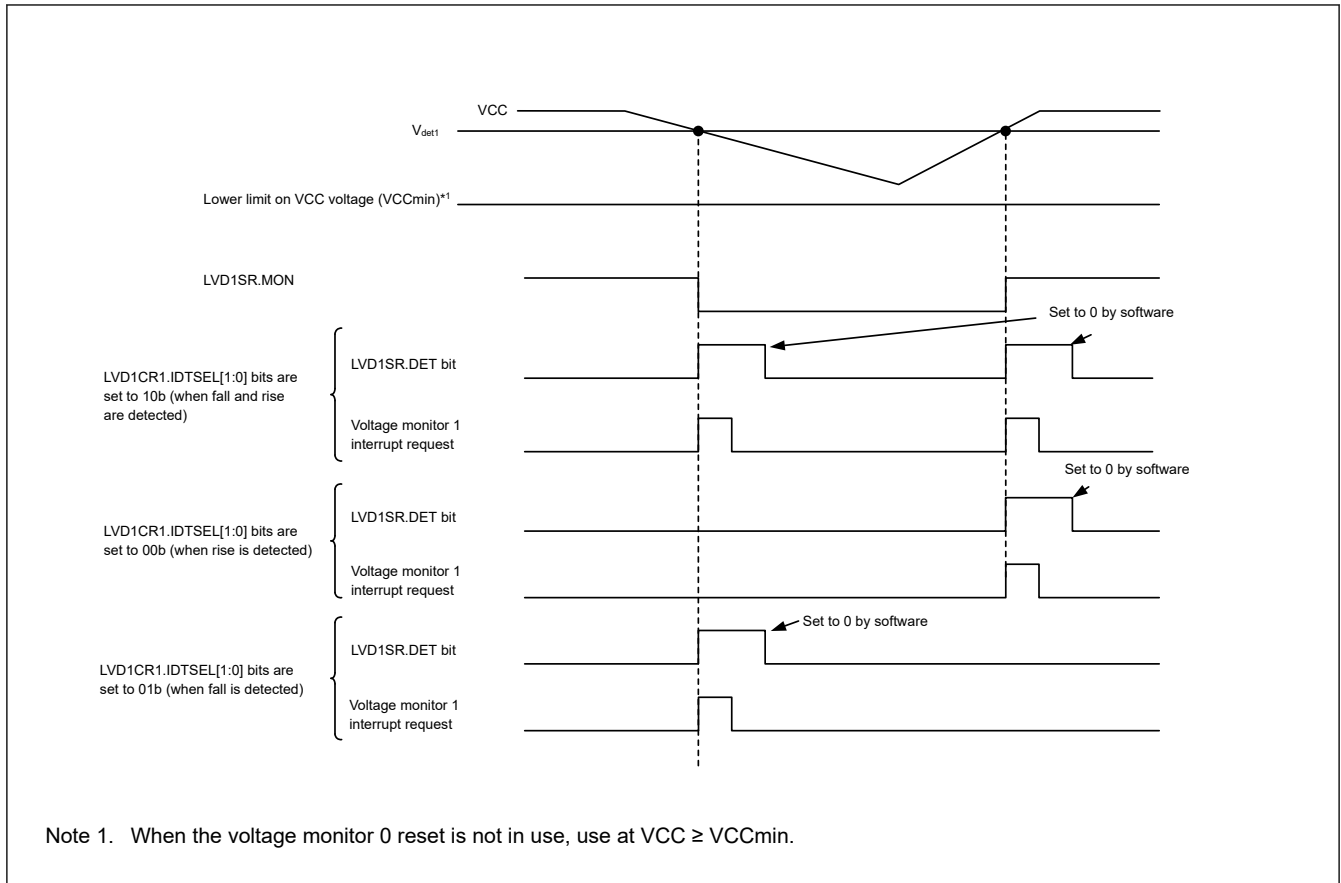 VCC
Vdet1
Lower limit on VCC voltage (VCCmin)*1
LVD1SR.MON
Set to 0 by software
LVD1CR1.IDTSEL[1:0] bits are
set to 10b (when fall and rise
are detected)
LVD1SR.DET bit
Voltage monitor 1
interrupt request
Set to 0 by software
LVD1CR1.IDTSEL[1:0] bits are
set to 00b (when rise is detected)
LVD1SR.DET bit
Voltage monitor 1
interrupt request
Set to 0 by software
LVD1CR1.IDTSEL[1:0] bits are
set to 01b (when fall is detected)
LVD1SR.DET bit
Voltage monitor 1
interrupt request
Note 1. When the voltage monitor 0 reset is not in use, use at VCC ≥ VCCmin.